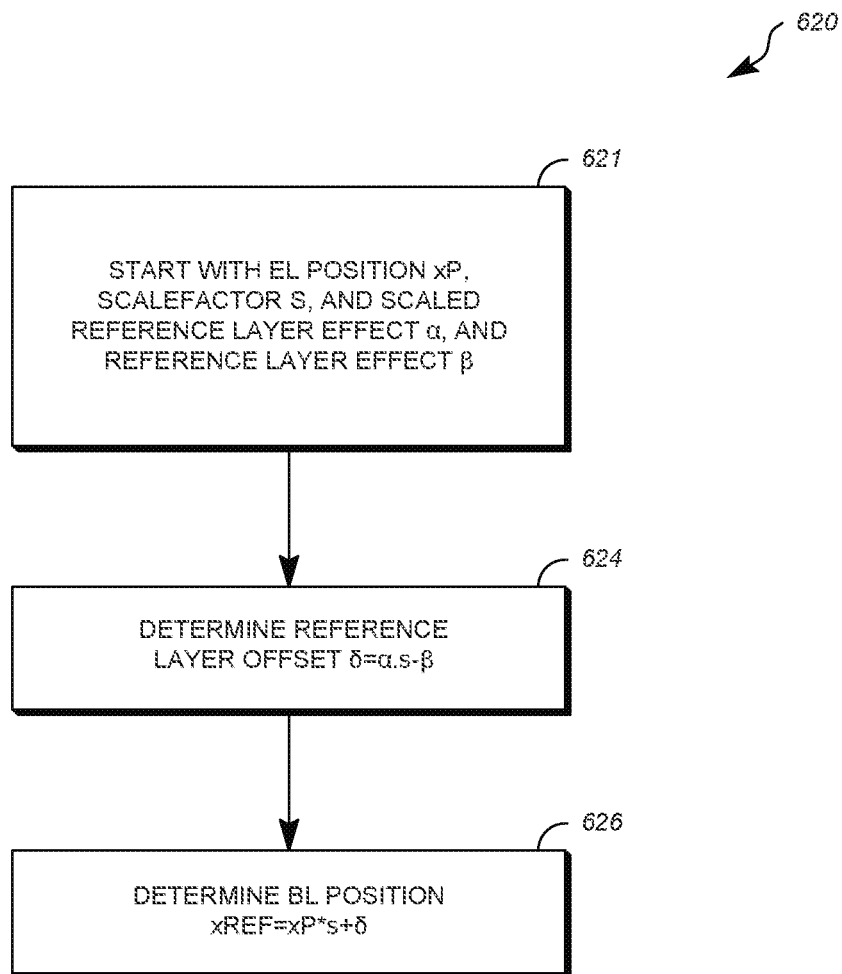 620
621
START WITH EL POSITION xP,
SCALEFACTOR S, AND SCALED
REFERENCE LAYER EFFECT α, AND
REFERENCE LAYER EFFECT β
624
DETERMINE REFERENCE
LAYER OFFSET δ=α.s-β
626
DETERMINE BL POSITION
xREF=xP*s+δ